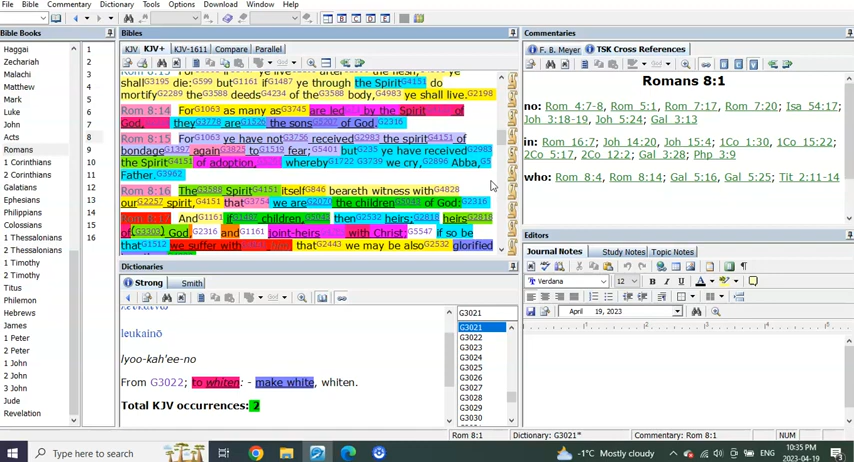 File Bible Commentary Dictionary Tools Options Download Window Help
Bible Books
Haggai
Zechariah
Malachi
Matthew
Mark
Luke
John
Acts
Romans
1 Corinthians
2 Corinthians
Galatians
Ephesians
Philippians
Colossians
1 Thessalonians
2 Thessalonians
1 Timothy
2 Timothy
Titus
Philemon
Hebrews
James
1 Peter
2 Peter
1 John
2 John
3 John
Jude
Revelation
1
2
3
4
5
6
7
8
9
10
11
12
13
14
15
16
Bibles
KJV KJV+ KJV-1611 Compare Parallel
shallG3195 die:G599 but if G1487 ye through the Spirit G4151 do
mortify G2289 the G3588 deeds G4234 of the G3588 body, G4983 ye shall live. G2198
Rom 8:14 For G1063 as many as G3745 are led by the Spirit of
God, they are the sons of God. G2316
Rom 8:15 For G1063 ye have not G3756 received G2983 the spirit G4151 of
bondage G1397 again G3825 to fear; G5401 but G235 ye have received G2983
the Spirit G4151 of adoption, whereby G1722 G3739 we cry, G2896 Abba, G5
Father. G3962
Rom 8:16 The G3588 Spirit G4151 itself G846 beareth witness with G4828
our G2257 spirit, G4151 that G3754 we are G2070 the children G5043 of God: G2316
And G1161 if G1487 children, G5043 then G2532 heirs; G2818 heirs G2818
of (G3303) God, G2316 and G1161 joint-heirs with Christ; G5547 if so be
that G1512 we suffer with that G2443 we may be also G2532 glorified
Dictionaries
Strong Smith
leukainō
lyoo-kah'ee-no
From G3022; to whiten: - make white, whiten.
Total KJV occurrences: 2
G3021
G3021
G3022
G3023
G3024
G3025
G3026
G3027
G3028
G3029
G3030
Commentaries
F. B. Meyer TSK Cross References
Romans 8:1
no: Rom 4:7-8, Rom 5:1, Rom 7:17, Rom 7:20; Isa 54:17;
Joh 3:18-19, Joh 5:24; Gal 3:13
in: Rom 16:7; Joh 14:20, Joh 15:4; 1Co 1:30, 1Co 15:22;
2Co 5:17, 2Co 12:2; Gal 3:28; Php 3:9
who: Rom 8:4, Rom 8:14; Gal 5:16, Gal 5:25; Tit 2:11-14
Editors
Journal Notes Study Notes Topic Notes
Verdana 12 B I U
April 19, 2023
Rom 8:1 Dictionary: G3021* Commentary: Rom 8:1 NUM
Type here to search
-1°C Mostly cloudy
ENG
10:35 PM
2023-04-19